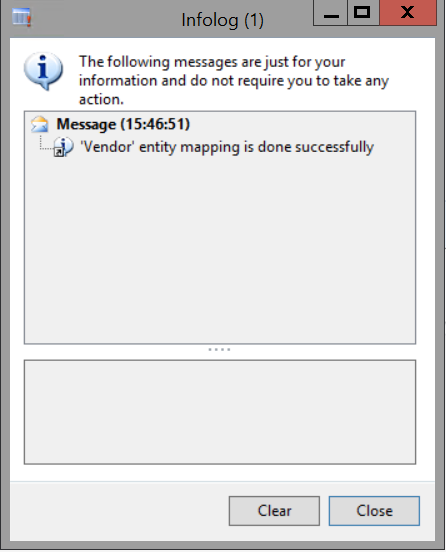 Infolog (1)
The following messages are just for your
information and do not require you to take any
action.
Message (15:46:51)
'Vendor' entity mapping is done successfully
Clear
Close